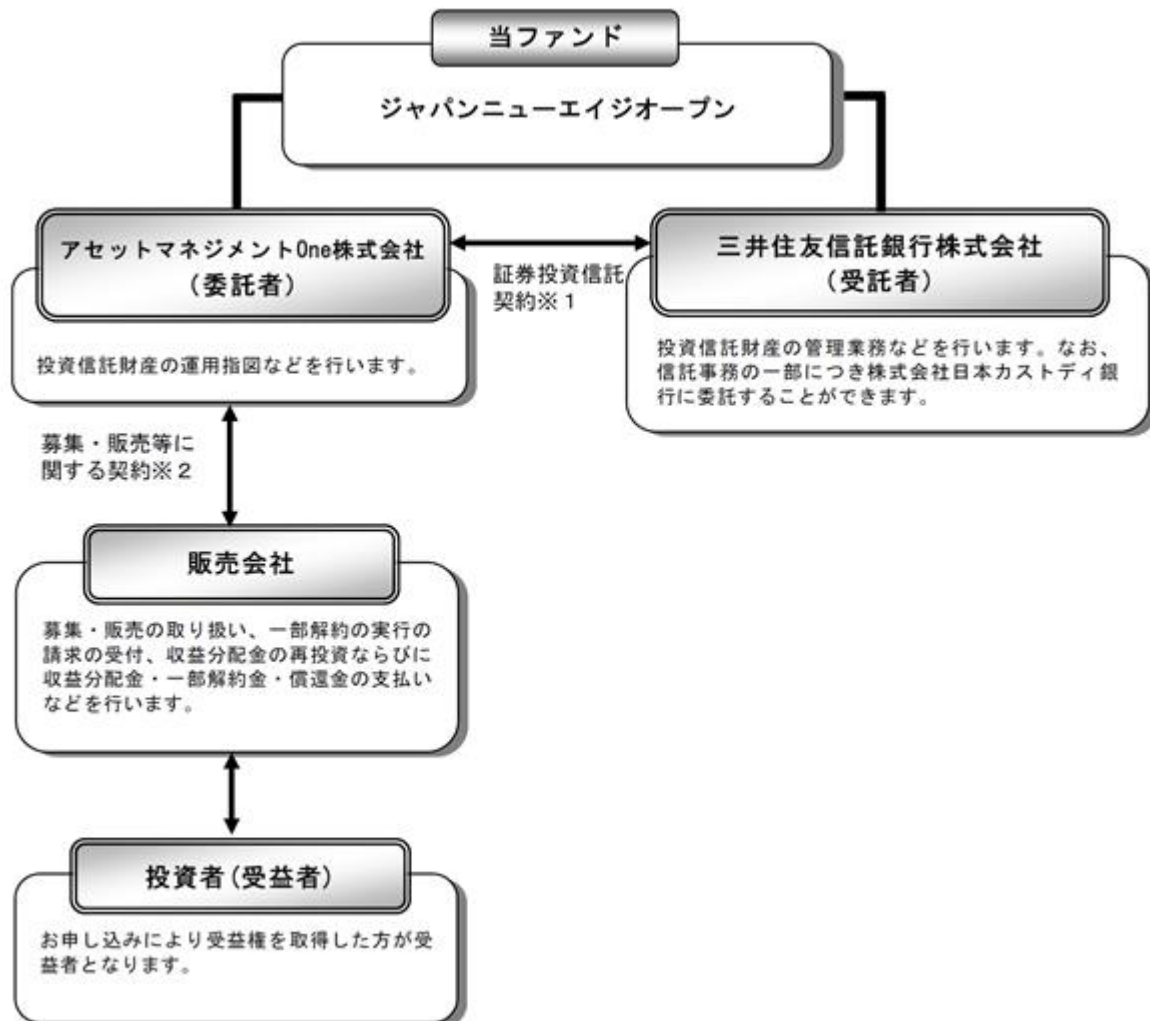 当ファンド
ジャパンニューエイジオープン
アセットマネジメントOne株式会社
（委託者）
投資信託財産の運用指図などを行います。
証券投資信託
契約※１
三井住友信託銀行株式会社
（受託者）
投資信託財産の管理業務などを行います。なお、
信託事務の一部につき株式会社日本カストディ銀
行に委託することができます。
募集・販売等に
関する契約※２
販売会社
募集・販売の取り扱い、一部解約の実行の
請求の受付、収益分配金の再投資ならびに
収益分配金・一部解約金・償還金の支払い
などを行います。
投資者(受益者)
お申し込みにより受益権を取得した方が受
益者となります。